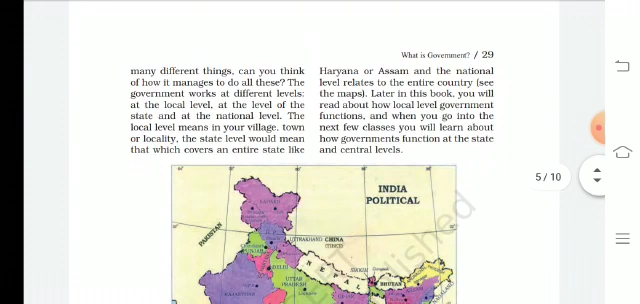 What is Government? / 29
many different things, can you think
of how it manages to do all these? The
government works at different levels:
at the local level, at the level of the
state and at the national level. The
local level means in your village, town
or locality, the state level would mean
that which covers an entire state like
Haryana or Assam and the national
level relates to the entire country (see
the maps). Later in this book, you will
read about how local level government
functions, and when you go into the
next few classes you will learn about
how governments function at the state
and central levels.
5 / 10
INDIA
POLITICAL
PAKISTAN
UTTRAKHAND
CHINA
PUNJAB
DELHI
NEPAL
SIKKIM
BHUTAN
UTTAR
PRADESH
RAJASTHAN
BIHAR